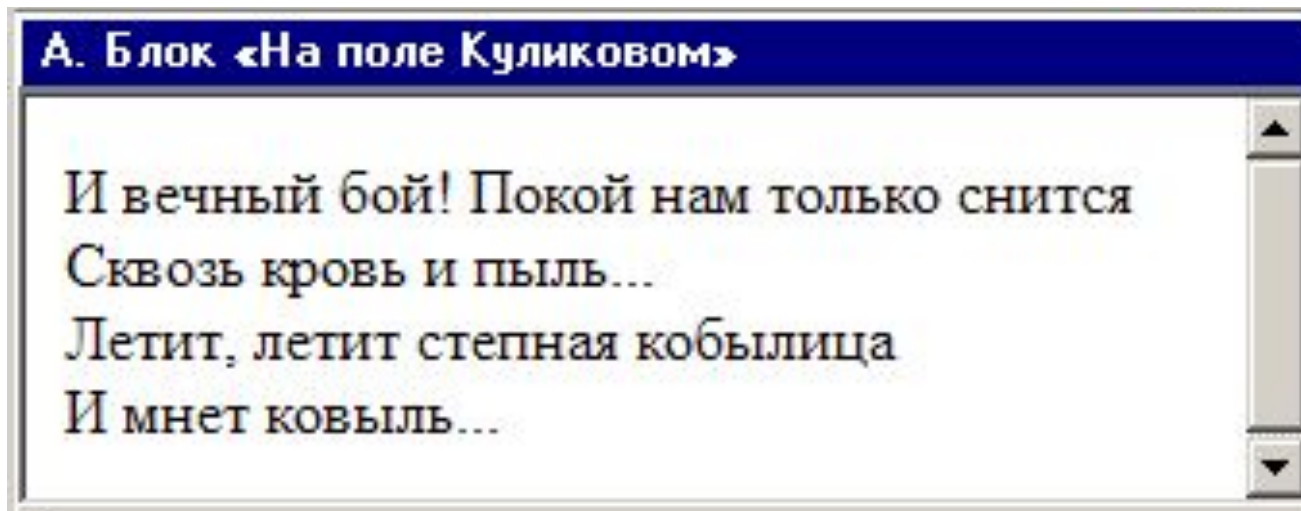 А. Блок «На поле Куликовом»
И вечный бой! Покой нам только снится
Сквозь кровь и пыль...
Летит, летит степная кобылица
И мнет ковыль...